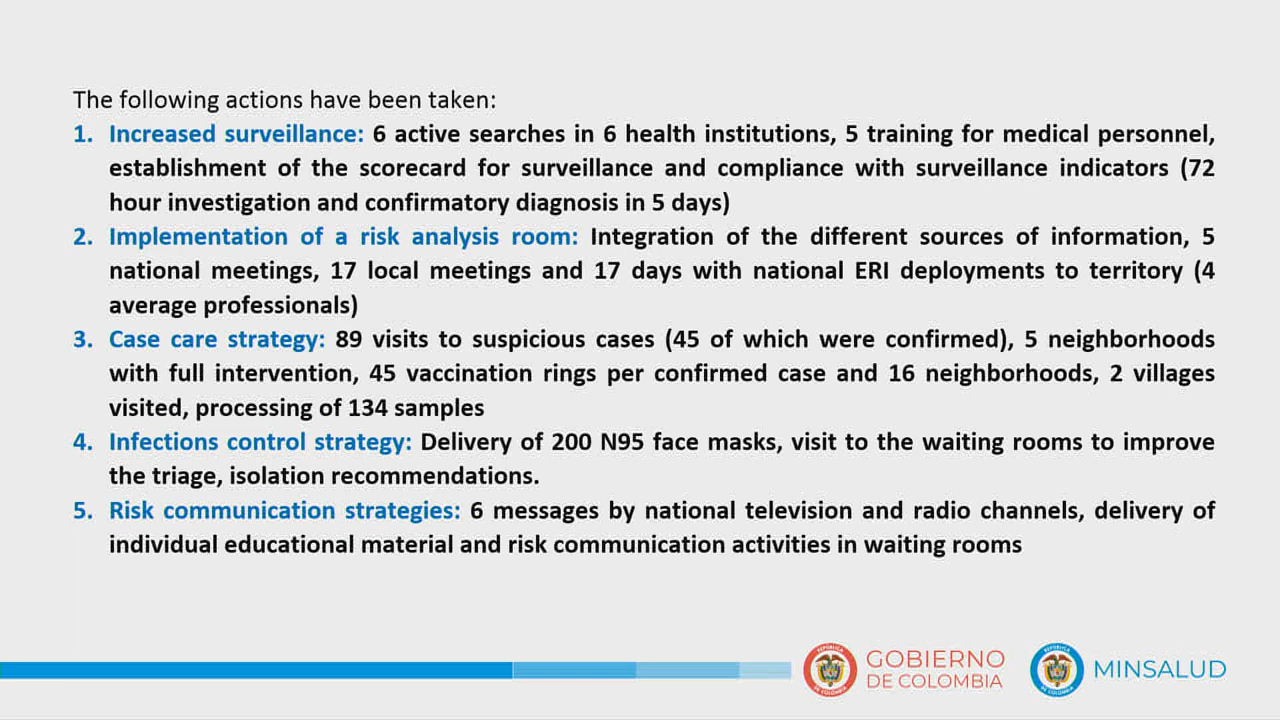 The following actions have been taken:
1. Increased surveillance: 6 active searches in 6 health institutions, 5 training for medical personnel,
establishment of the scorecard for surveillance and compliance with surveillance indicators (72
hour investigation and confirmatory diagnosis in 5 days)
2. Implementation of a risk analysis room: Integration of the different sources of information, 5
national meetings, 17 local meetings and 17 days with national ERI deployments to territory (4
average professionals)
3. Case care strategy: 89 visits to suspicious cases (45 of which were confirmed), 5 neighborhoods
with full intervention, 45 vaccination rings per confirmed case and 16 neighborhoods, 2 villages
visited, processing of 134 samples
4. Infections control strategy: Delivery of 200 N95 face masks, visit to the waiting rooms to improve
the triage, isolation recommendations.
5. Risk communication strategies: 6 messages by national television and radio channels, delivery of
individual educational material and risk communication activities in waiting rooms
GOBIERNO
DE COLOMBIA
MINSALUD